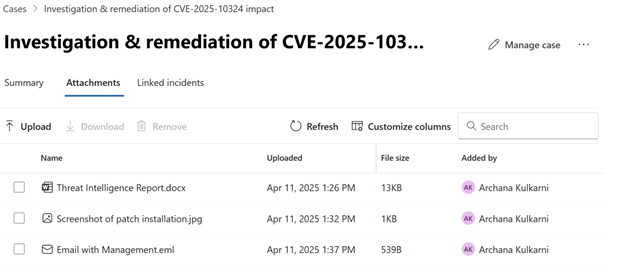 Cases > Investigation & remediation of CVE-2025-10324 impact
Investigation & remediation of CVE-2025-103...
Manage case ...
Summary Attachments Linked incidents
Upload Download Remove Refresh Customize columns Search
Name Uploaded File size Added by
Threat Intelligence Report.docx Apr 11, 2025 1:26 PM 13KB AK Archana Kulkarni
Screenshot of patch installation.jpg Apr 11, 2025 1:32 PM 1KB AK Archana Kulkarni
Email with Management.eml Apr 11, 2025 1:37 PM 539B AK Archana Kulkarni